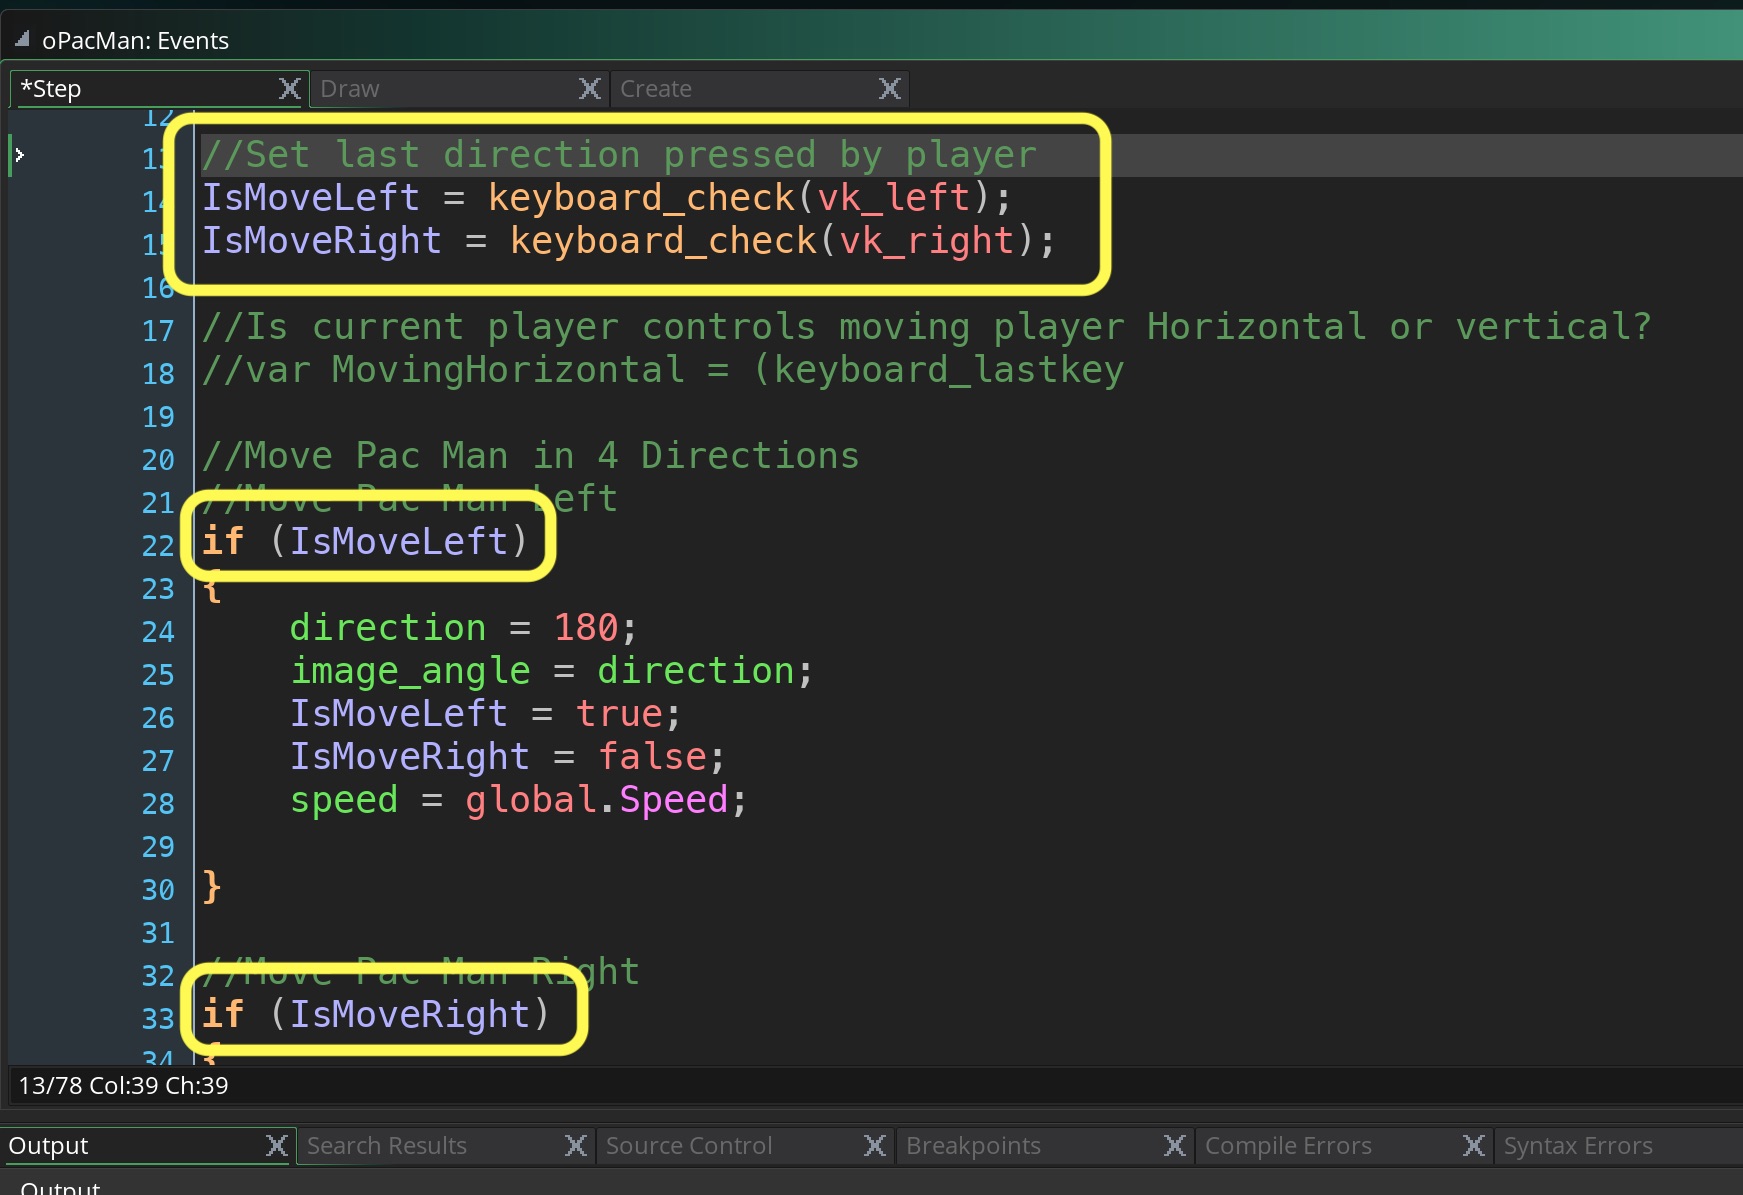 oPacMan: Events
*Step Draw Create
12
13 //Set last direction pressed by player
14 IsMoveLeft = keyboard_check(vk_left);
15 IsMoveRight = keyboard_check(vk_right);
16
17 //Is current player controls moving player Horizontal or vertical?
18 //var MovingHorizontal = (keyboard_lastkey
19
20 //Move Pac Man in 4 Directions
21 //Move Pac Man Left
22 if (IsMoveLeft)
23 {
24 direction = 180;
25 image_angle = direction;
26 IsMoveLeft = true;
27 IsMoveRight = false;
28 speed = global.Speed;
29
30 }
31
32 //Move Pac Man Right
33 if (IsMoveRight)
34 {
13/78 Col:39 Ch:39
Output Search Results Source Control Breakpoints Compile Errors Syntax Errors
Output